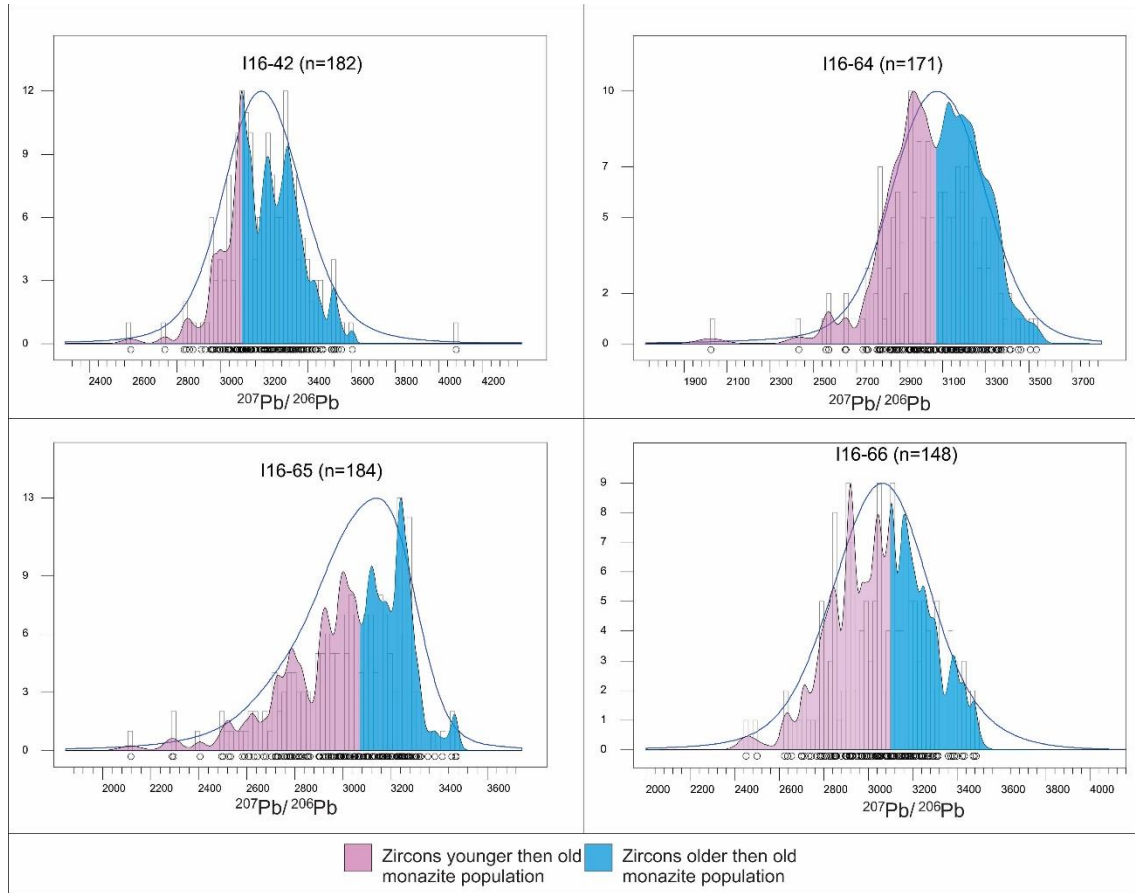 I16-42 (n=182)
12
9
6
3
0
2400 2600 2800 3000 3200 3400 3600 3800 4000 4200
207Pb/ 206Pb
I16-64 (n=171)
10
7
5
2
0
1900 2100 2300 2500 2700 2900 3100 3300 3500 3700
207Pb/ 206Pb
I16-65 (n=184)
13
9
6
3
0
2000 2200 2400 2600 2800 3000 3200 3400 3600
207Pb/ 206Pb
I16-66 (n=148)
9
8
7
6
5
4
3
2
1
0
2000 2200 2400 2600 2800 3000 3200 3400 3600 3800 4000
207Pb/ 206Pb
Zircons younger then old
monazite population
Zircons older then old
monazite population